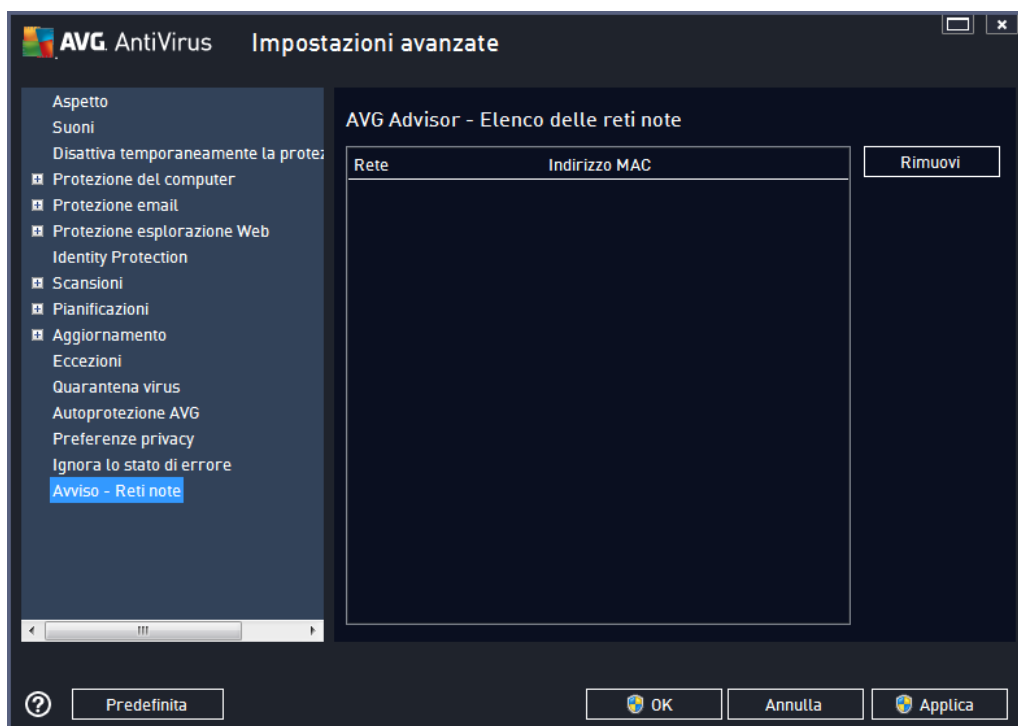 AVG. AntiVirus Impostazioni avanzate
Aspetto
Suoni
Disattiva temporaneamente la protez
Protezione del computer
Protezione email
Protezione esplorazione Web
Identity Protection
Scansioni
Pianificazioni
Aggiornamento
Eccezioni
Quarantena virus
Autoprotezione AVG
Preferenze privacy
Ignora lo stato di errore
Avviso - Reti note
AVG Advisor - Elenco delle reti note
Rete Indirizzo MAC
Rimuovi
Predefinita
OK
Annulla
Applica